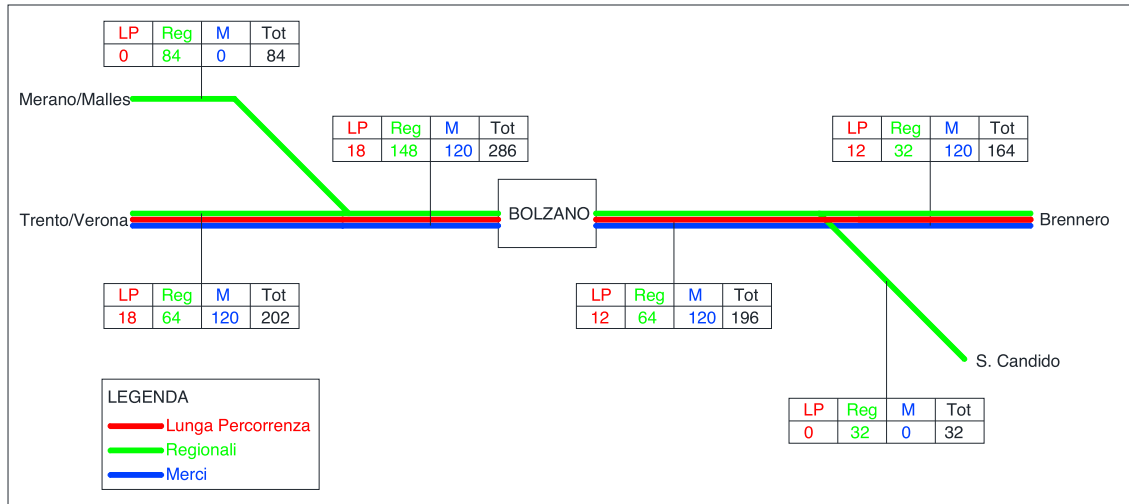 LP Reg M Tot
0 84 0 84
Merano/Malles
LP Reg M Tot
18 148 120 286
LP Reg M Tot
12 32 120 164
Trento/Verona
BOLZANO
Brennero
LP Reg M Tot
18 64 120 202
LP Reg M Tot
12 64 120 196
S. Candido
LEGENDA
Lunga Percorrenza
Regionali
Merci
LP Reg M Tot
0 32 0 32